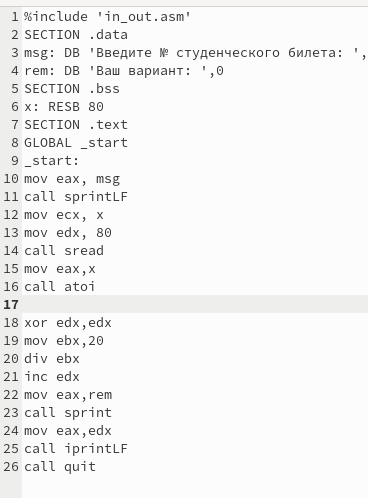 1 %include 'in_out.asm'
2 SECTION .data
3 msg: DB 'Введите № студенческого билета: ',
4 rem: DB 'Ваш вариант: ',0
5 SECTION .bss
6 x: RESB 80
7 SECTION .text
8 GLOBAL _start
9 _start:
10 mov eax, msg
11 call sprintLF
12 mov ecx, x
13 mov edx, 80
14 call sread
15 mov eax,x
16 call atoi
17
18 xor edx,edx
19 mov ebx,20
20 div ebx
21 inc edx
22 mov eax,rem
23 call sprint
24 mov eax,edx
25 call iprintLF
26 call quit